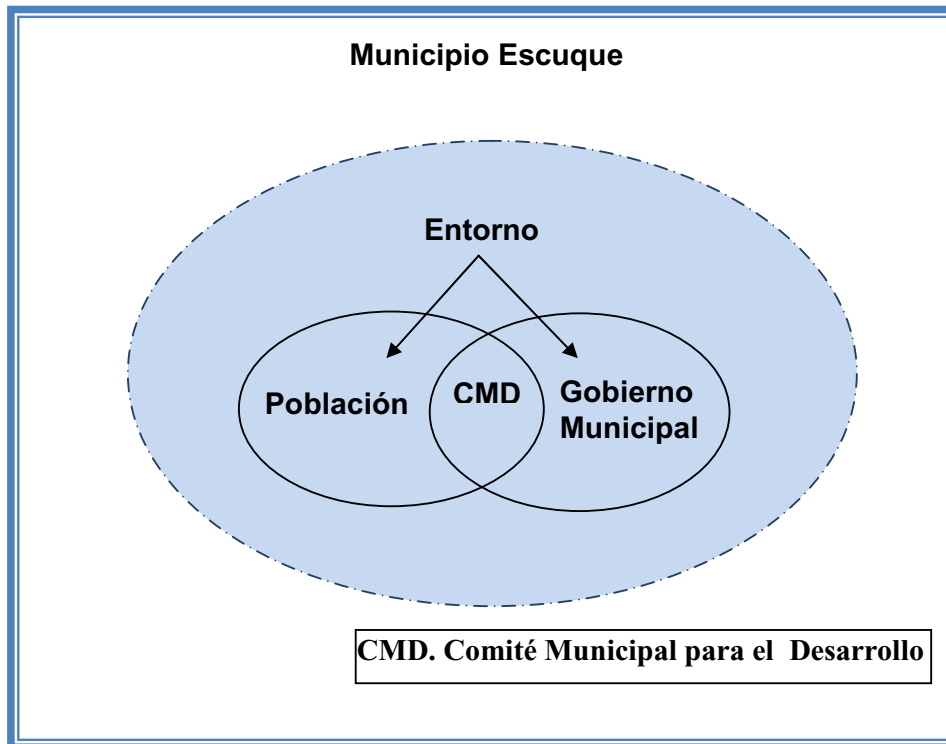 Municipio Escuque
Entorno
Población
CMD
Gobierno
Municipal
CMD. Comité Municipal para el Desarrollo